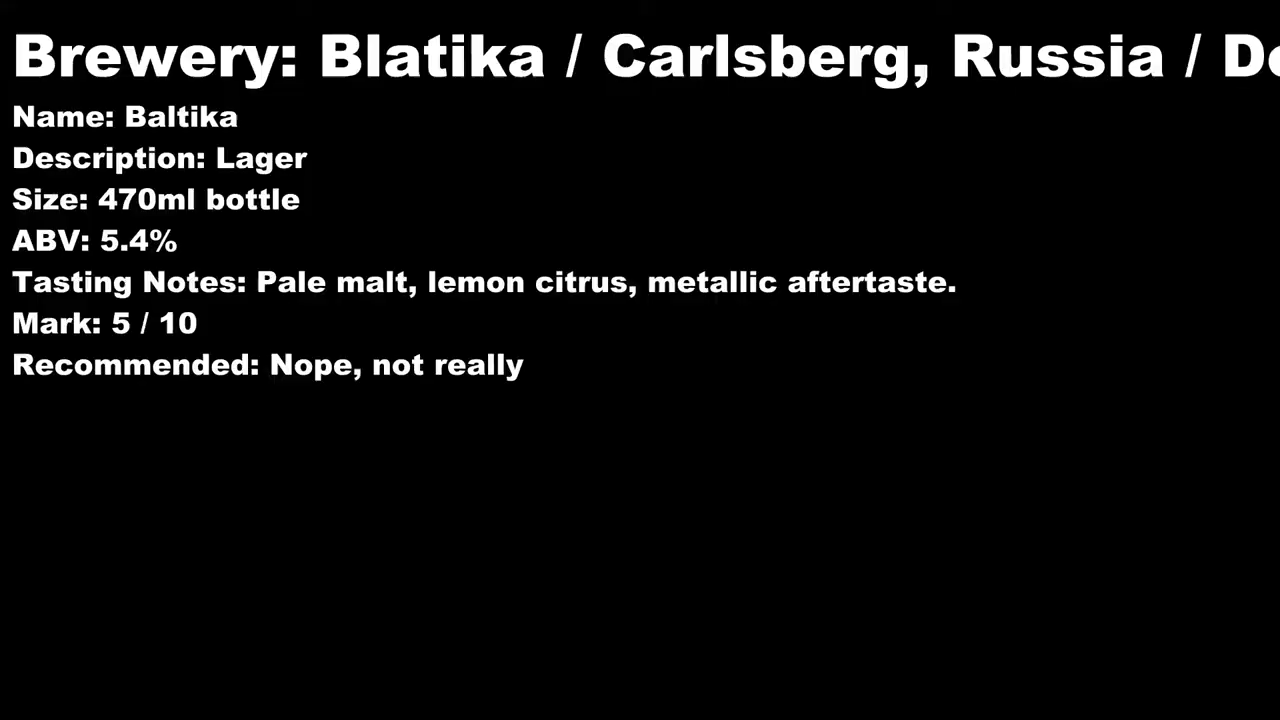 Brewery: Blatika / Carlsberg, Russia /
Name: Baltika
Description: Lager
Size: 470ml bottle
ABV: 5.4%
Tasting Notes: Pale malt, lemon citrus, metallic aftertaste.
Mark: 5 / 10
Recommended: Nope, not really